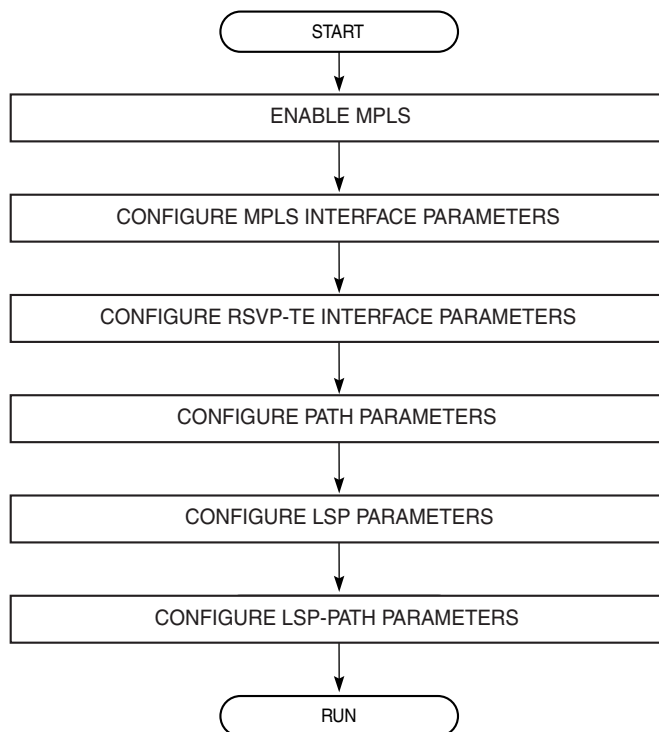 START
ENABLE MPLS
CONFIGURE MPLS INTERFACE PARAMETERS
CONFIGURE RSVP-TE INTERFACE PARAMETERS
CONFIGURE PATH PARAMETERS
CONFIGURE LSP PARAMETERS
CONFIGURE LSP-PATH PARAMETERS
RUN